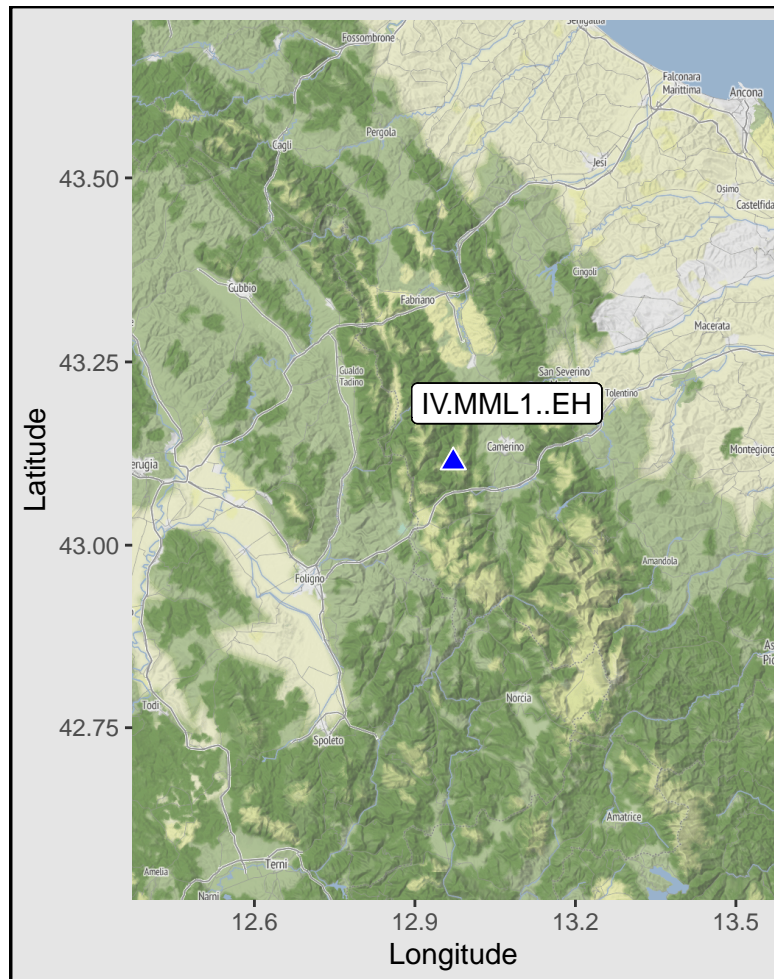 Senigallia
Fossombrone
Falconara
Marittima
Ancona
Pergola
Cagli
Jesi
43.50
Osimo
Castelfida
Cingoli
Gubbio
Fabriano
Macerata
43.25
Gualdo
Tadino
San Severino
Tolentino
IV.MML1..EH
Camerino
Montegiorg
erugia
Latitude
43.00
Amandola
Foligno
As
Pic
Norcia
Todi
42.75
Spoleto
Amatrice
Terni
Amelia
Narni
12.6
12.9
13.2
13.5
Longitude